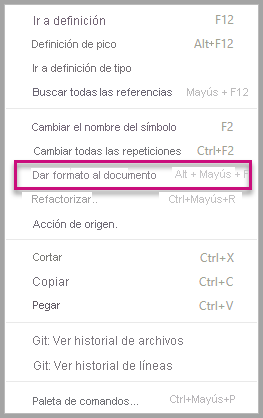 Ir a definición F12
Definición de pico Alt+F12
Ir a definición de tipo
Buscar todas las referencias Mayús + F12
Cambiar el nombre del símbolo F2
Cambiar todas las repeticiones Ctrl+F2
Dar formato al documento Alt + Mayús + F
Refactorizar.. Ctrl+Mayús+R
Acción de origen.
Cortar Ctrl+X
Copiar Ctrl+C
Pegar Ctrl+V
Git: Ver historial de archivos
Git: Ver historial de líneas
Paleta de comandos... Ctrl+Mayús+P